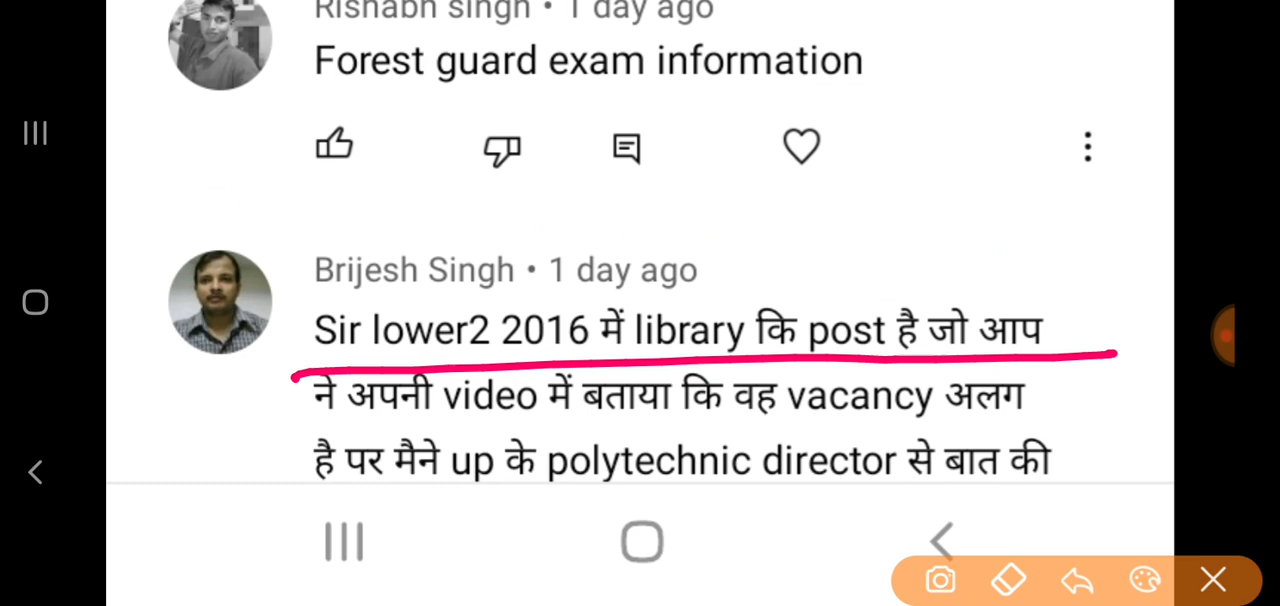 Rishabh singh • 1 day ago
Forest guard exam information
Brijesh Singh • 1 day ago
Sir lower2 2016 में library कि post है जो आप
ने अपनी video में बताया कि वह vacancy अलग
है पर मैने up के polytechnic director से बात की